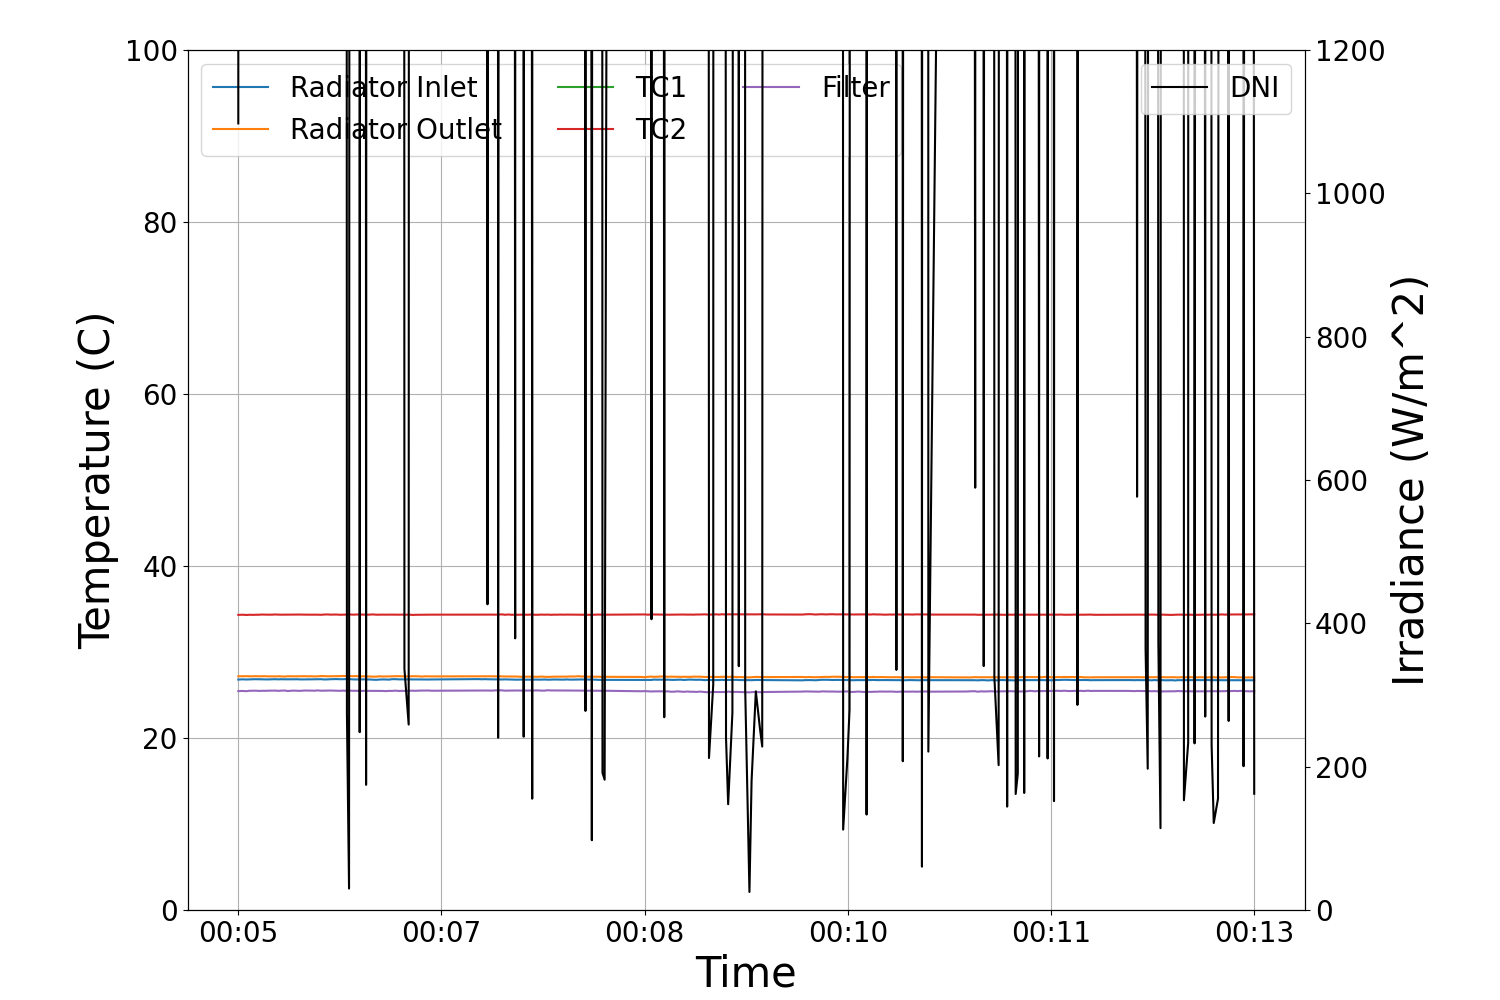 100
80
60
40
20
0
Temperature (C)
Radiator Inlet
Radiator Outlet
TC1
TC2
Filter
DNI
1200
1000
800
600
400
200
0
Irradiance (W/m^2)
00:05 00:07 00:08 00:10 00:11 00:13
Time